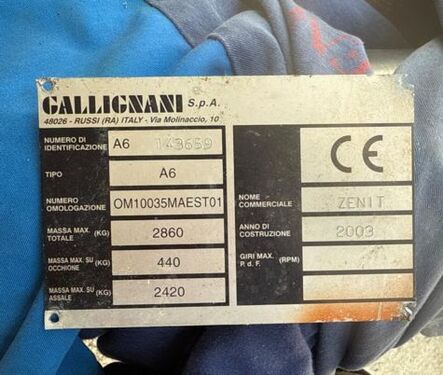 GALLIGNANI S.p.A.
48026 - RUSSI (RA) ITALY - Via Molinaccio, 10
NUMERO DI IDENTIFICAZIONE A6 143659
TIPO A6
NUMERO OMOLOGAZIONE OM10035MAEST01
MASSA MAX. TOTALE (KG) 2860
MASSA MAX. SU OCCHIONE (KG) 440
MASSA MAX. SU ASSALE (KG) 2420
CE
NOME COMMERCIALE ZENIT
ANNO DI COSTRUZIONE 2003
GIRI MAX. P. d. F. (RPM)